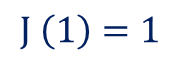 J (1) = 1